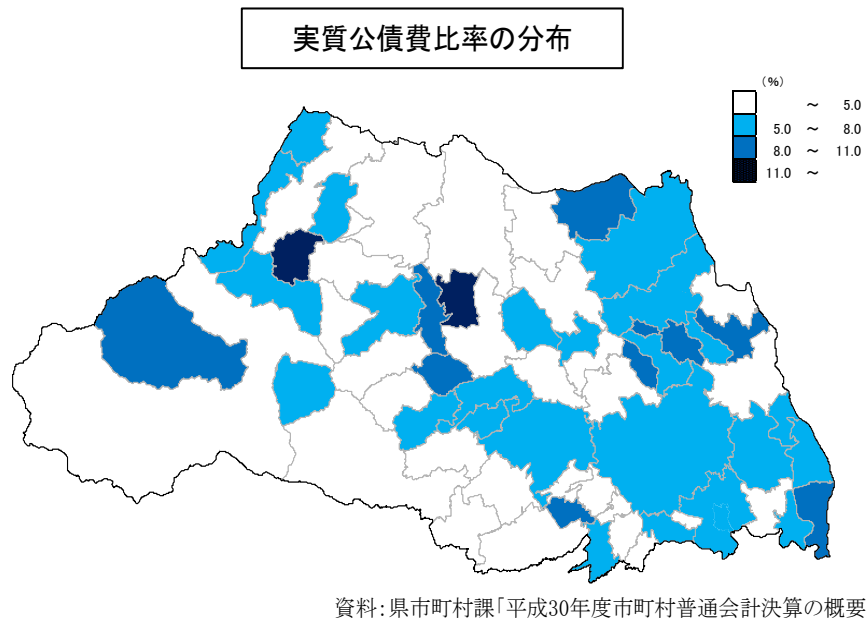 実質公債費比率の分布
(%)
～ 5.0
5.0 ～ 8.0
8.0 ～ 11.0
11.0 ～
資料：県市町村課「平成30年度市町村普通会計決算の概要